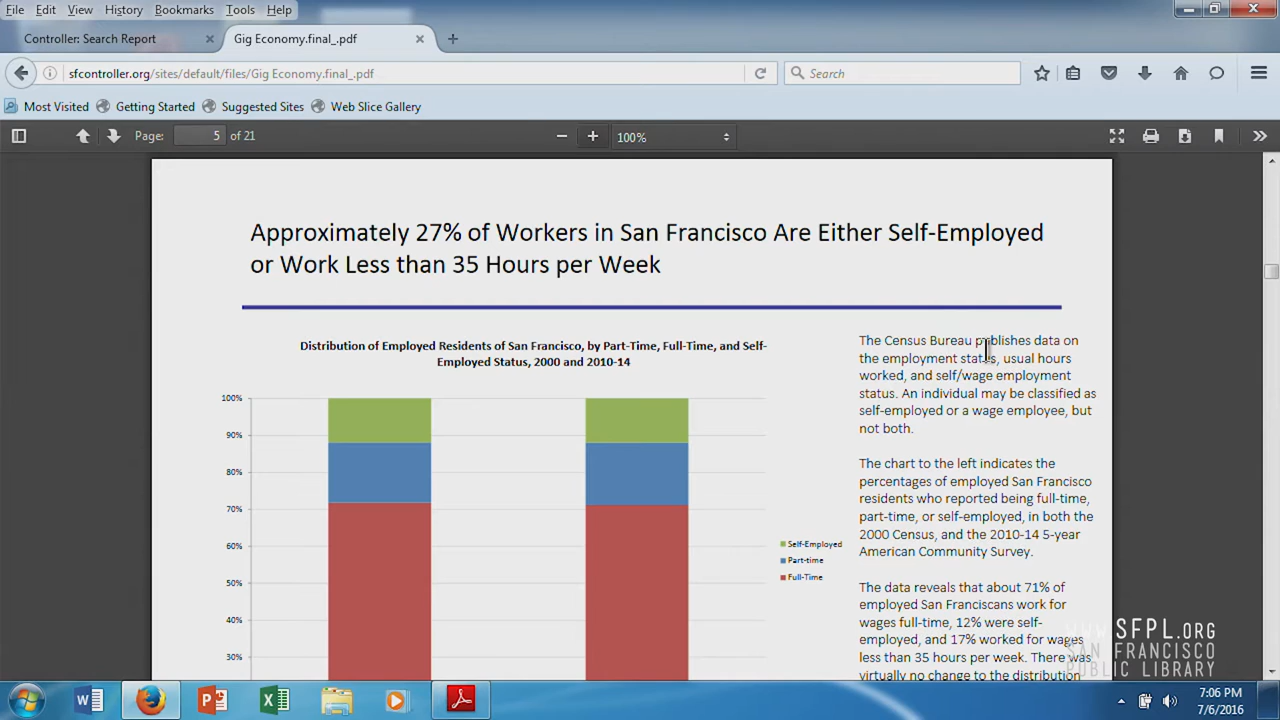 File Edit View History Bookmarks Tools Help
Controller: Search Report × Gig Economy.final_.pdf × +
sfcontroller.org/sites/default/files/Gig Economy.final_.pdf Search
Most Visited Getting Started Suggested Sites Web Slice Gallery
Page: 5 of 21 100%
Approximately 27% of Workers in San Francisco Are Either Self-Employed
or Work Less than 35 Hours per Week
Distribution of Employed Residents of San Francisco, by Part-Time, Full-Time, and Self-
Employed Status, 2000 and 2010-14
100%
90%
80%
70%
60%
50%
40%
30%
Self-Employed
Part-time
Full-Time
The Census Bureau publishes data on
the employment status, usual hours
worked, and self/wage employment
status. An individual may be classified as
self-employed or a wage employee, but
not both.
The chart to the left indicates the
percentages of employed San Francisco
residents who reported being full-time,
part-time, or self-employed, in both the
2000 Census, and the 2010-14 5-year
American Community Survey.
The data reveals that about 71% of
employed San Franciscans work for
wages full-time, 12% were self-
employed, and 17% worked for wages
less than 35 hours per week. There was
virtually no change to the distribution
WWW.SFPL.ORG
SAN FRANCISCO
PUBLIC LIBRARY
7:06 PM
7/6/2016